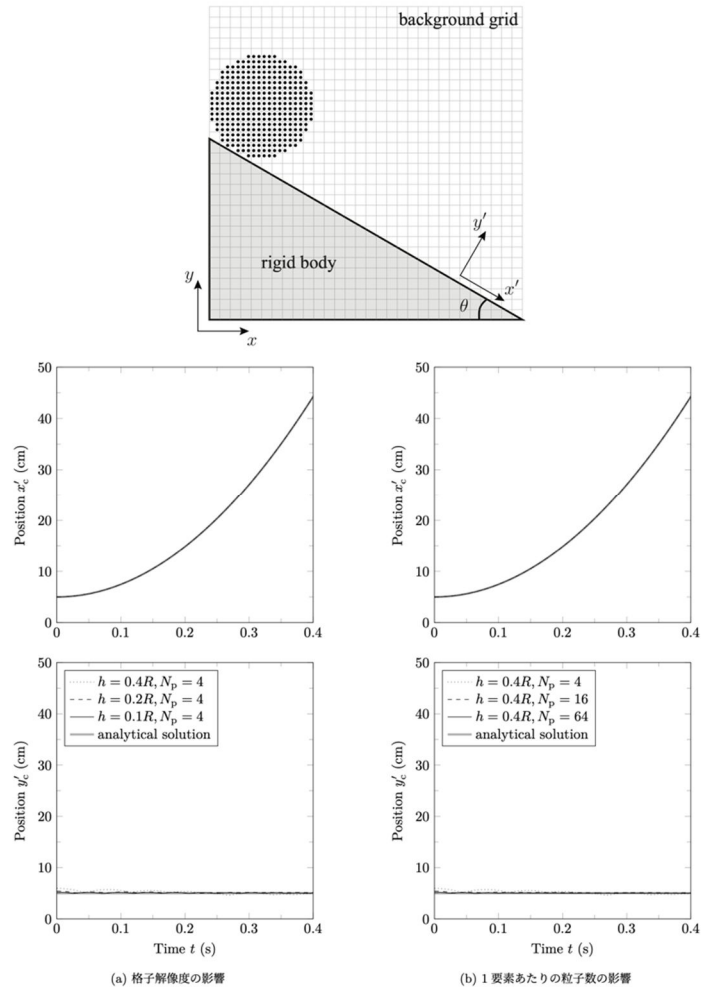 background grid
y′
rigid body
x′
y
θ
x
50
40
30
20
10
0
Position x′c (cm)
0 0.1 0.2 0.3 0.4
50
40
30
20
10
0
Position x′c (cm)
0 0.1 0.2 0.3 0.4
50
40
30
20
10
0
Position y′c (cm)
h = 0.4R, Np = 4
h = 0.2R, Np = 4
h = 0.1R, Np = 4
analytical solution
0 0.1 0.2 0.3 0.4
Time t (s)
(a) 格子解像度の影響
50
40
30
20
10
0
Position y′c (cm)
h = 0.4R, Np = 4
h = 0.4R, Np = 16
h = 0.4R, Np = 64
analytical solution
0 0.1 0.2 0.3 0.4
Time t (s)
(b) 1 要素あたりの粒子数の影響